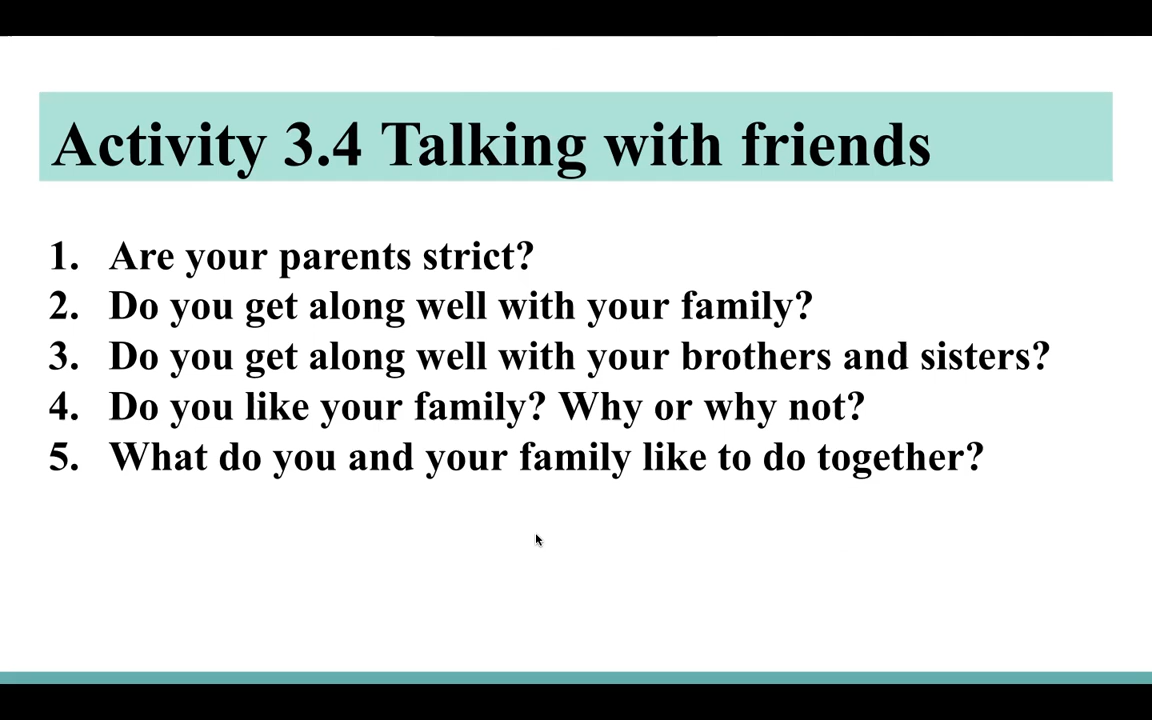 Activity 3.4 Talking with friends
1. Are your parents strict?
2. Do you get along well with your family?
3. Do you get along well with your brothers and sisters?
4. Do you like your family? Why or why not?
5. What do you and your family like to do together?